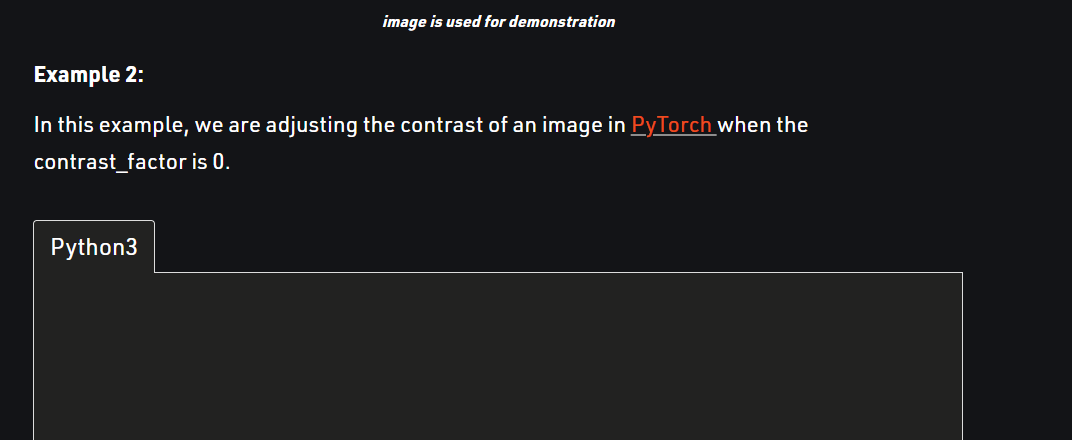 image is used for demonstration
Example 2:
In this example, we are adjusting the contrast of an image in PyTorch when the
contrast_factor is 0.
Python3